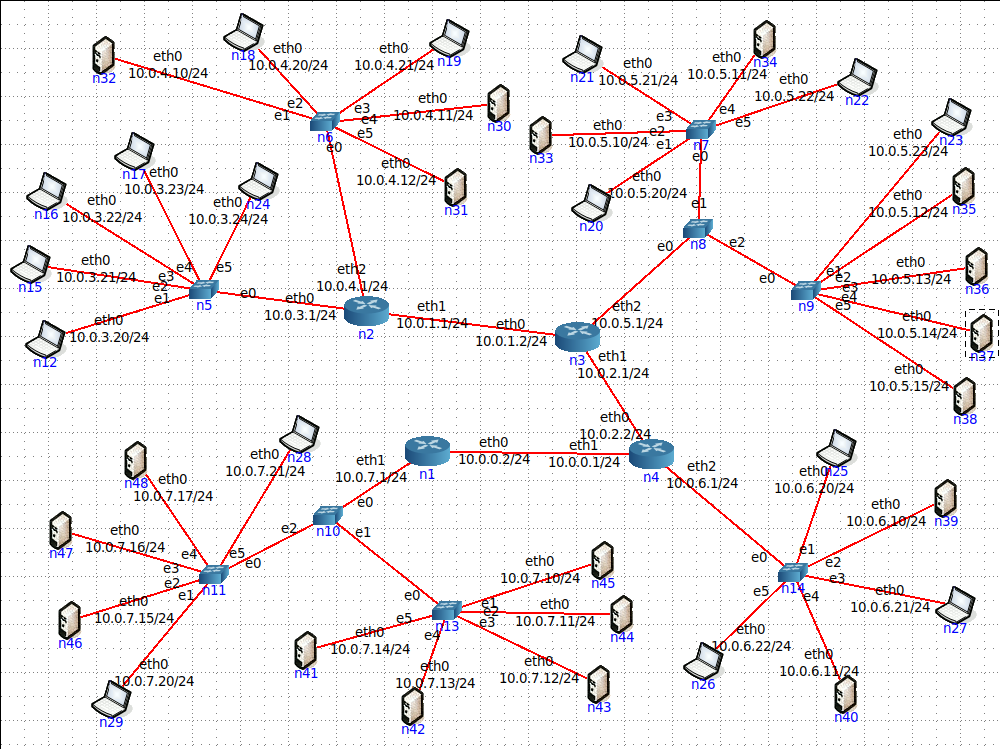 n32
eth0
10.0.4.10/24
n18
eth0
10.0.4.20/24
eth0
10.0.4.21/24
n19
eth0
10.0.4.11/24
n30
e2
e1
e3
e4
e5
n6
e0
eth0
10.0.4.12/24
n31
n21
eth0
10.0.5.21/24
n34
eth0
10.0.5.11/24
eth0
10.0.5.22/24
n22
n33
eth0
10.0.5.10/24
e3
e2
e1
e4
e5
n7
e0
n20
eth0
10.0.5.20/24
e1
n8
e0
e2
n23
eth0
10.0.5.23/24
n35
eth0
10.0.5.12/24
n36
eth0
10.0.5.13/24
n37
eth0
10.0.5.14/24
n38
eth0
10.0.5.15/24
e0
e1
e2
e3
e4
e5
n9
n17
eth0
10.0.3.23/24
n24
eth0
10.0.3.24/24
n16
eth0
10.0.3.22/24
n15
eth0
10.0.3.21/24
n12
eth0
10.0.3.20/24
e4
e5
e3
e2
e1
n5
e0
eth0
10.0.3.1/24
eth2
10.0.4.1/24
n2
eth1
10.0.1.1/24
eth0
10.0.1.2/24
n3
eth2
10.0.5.1/24
eth1
10.0.2.1/24
eth0
10.0.2.2/24
n1
eth0
10.0.0.2/24
eth1
10.0.0.1/24
n4
eth2
10.0.6.1/24
eth1
10.0.7.1/24
e0
n10
e2
e1
n28
eth0
10.0.7.21/24
n48
eth0
10.0.7.17/24
n47
eth0
10.0.7.16/24
n46
eth0
10.0.7.15/24
n29
eth0
10.0.7.20/24
e4
e5
e3
e0
e2
e1
n11
e0
e5
e4
e1
e2
e3
n13
n45
eth0
10.0.7.10/24
n44
eth0
10.0.7.11/24
n43
eth0
10.0.7.12/24
n42
eth0
10.0.7.13/24
n41
eth0
10.0.7.14/24
n25
eth0
10.0.6.20/24
n39
eth0
10.0.6.10/24
n27
eth0
10.0.6.21/24
n40
eth0
10.0.6.11/24
n26
eth0
10.0.6.22/24
e0
e1
e2
e3
e4
e5
n14